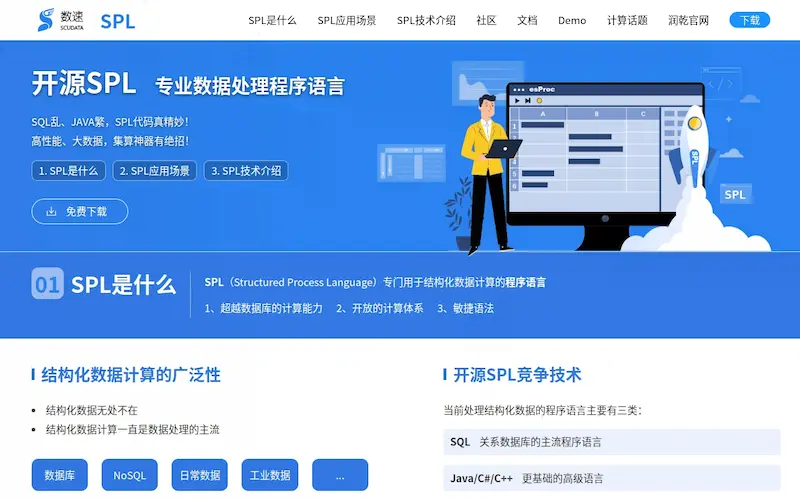 数速
SCUDATA
SPL
SPL是什么
SPL应用场景
SPL技术介绍
社区
文档
Demo
计算话题
润乾官网
下载
开源SPL 专业数据处理程序语言
SQL乱、JAVA繁，SPL代码真精妙！
高性能、大数据，集算神器有绝招！
1. SPL是什么
2. SPL应用场景
3. SPL技术介绍
免费下载
esProc
A B C
1
2
3
4
5
6
SPL
SPL
01 SPL是什么
SPL（Structured Process Language）专门用于结构化数据计算的程序语言
1、超越数据库的计算能力 2、开放的计算体系 3、敏捷语法
结构化数据计算的广泛性
结构化数据无处不在
结构化数据计算一直是数据处理的主流
数据库
NoSQL
日常数据
工业数据
...
开源SPL竞争技术
当前处理结构化数据的程序语言主要有三类：
SQL 关系数据库的主流程序语言
Java/C#/C++ 更基础的高级语言